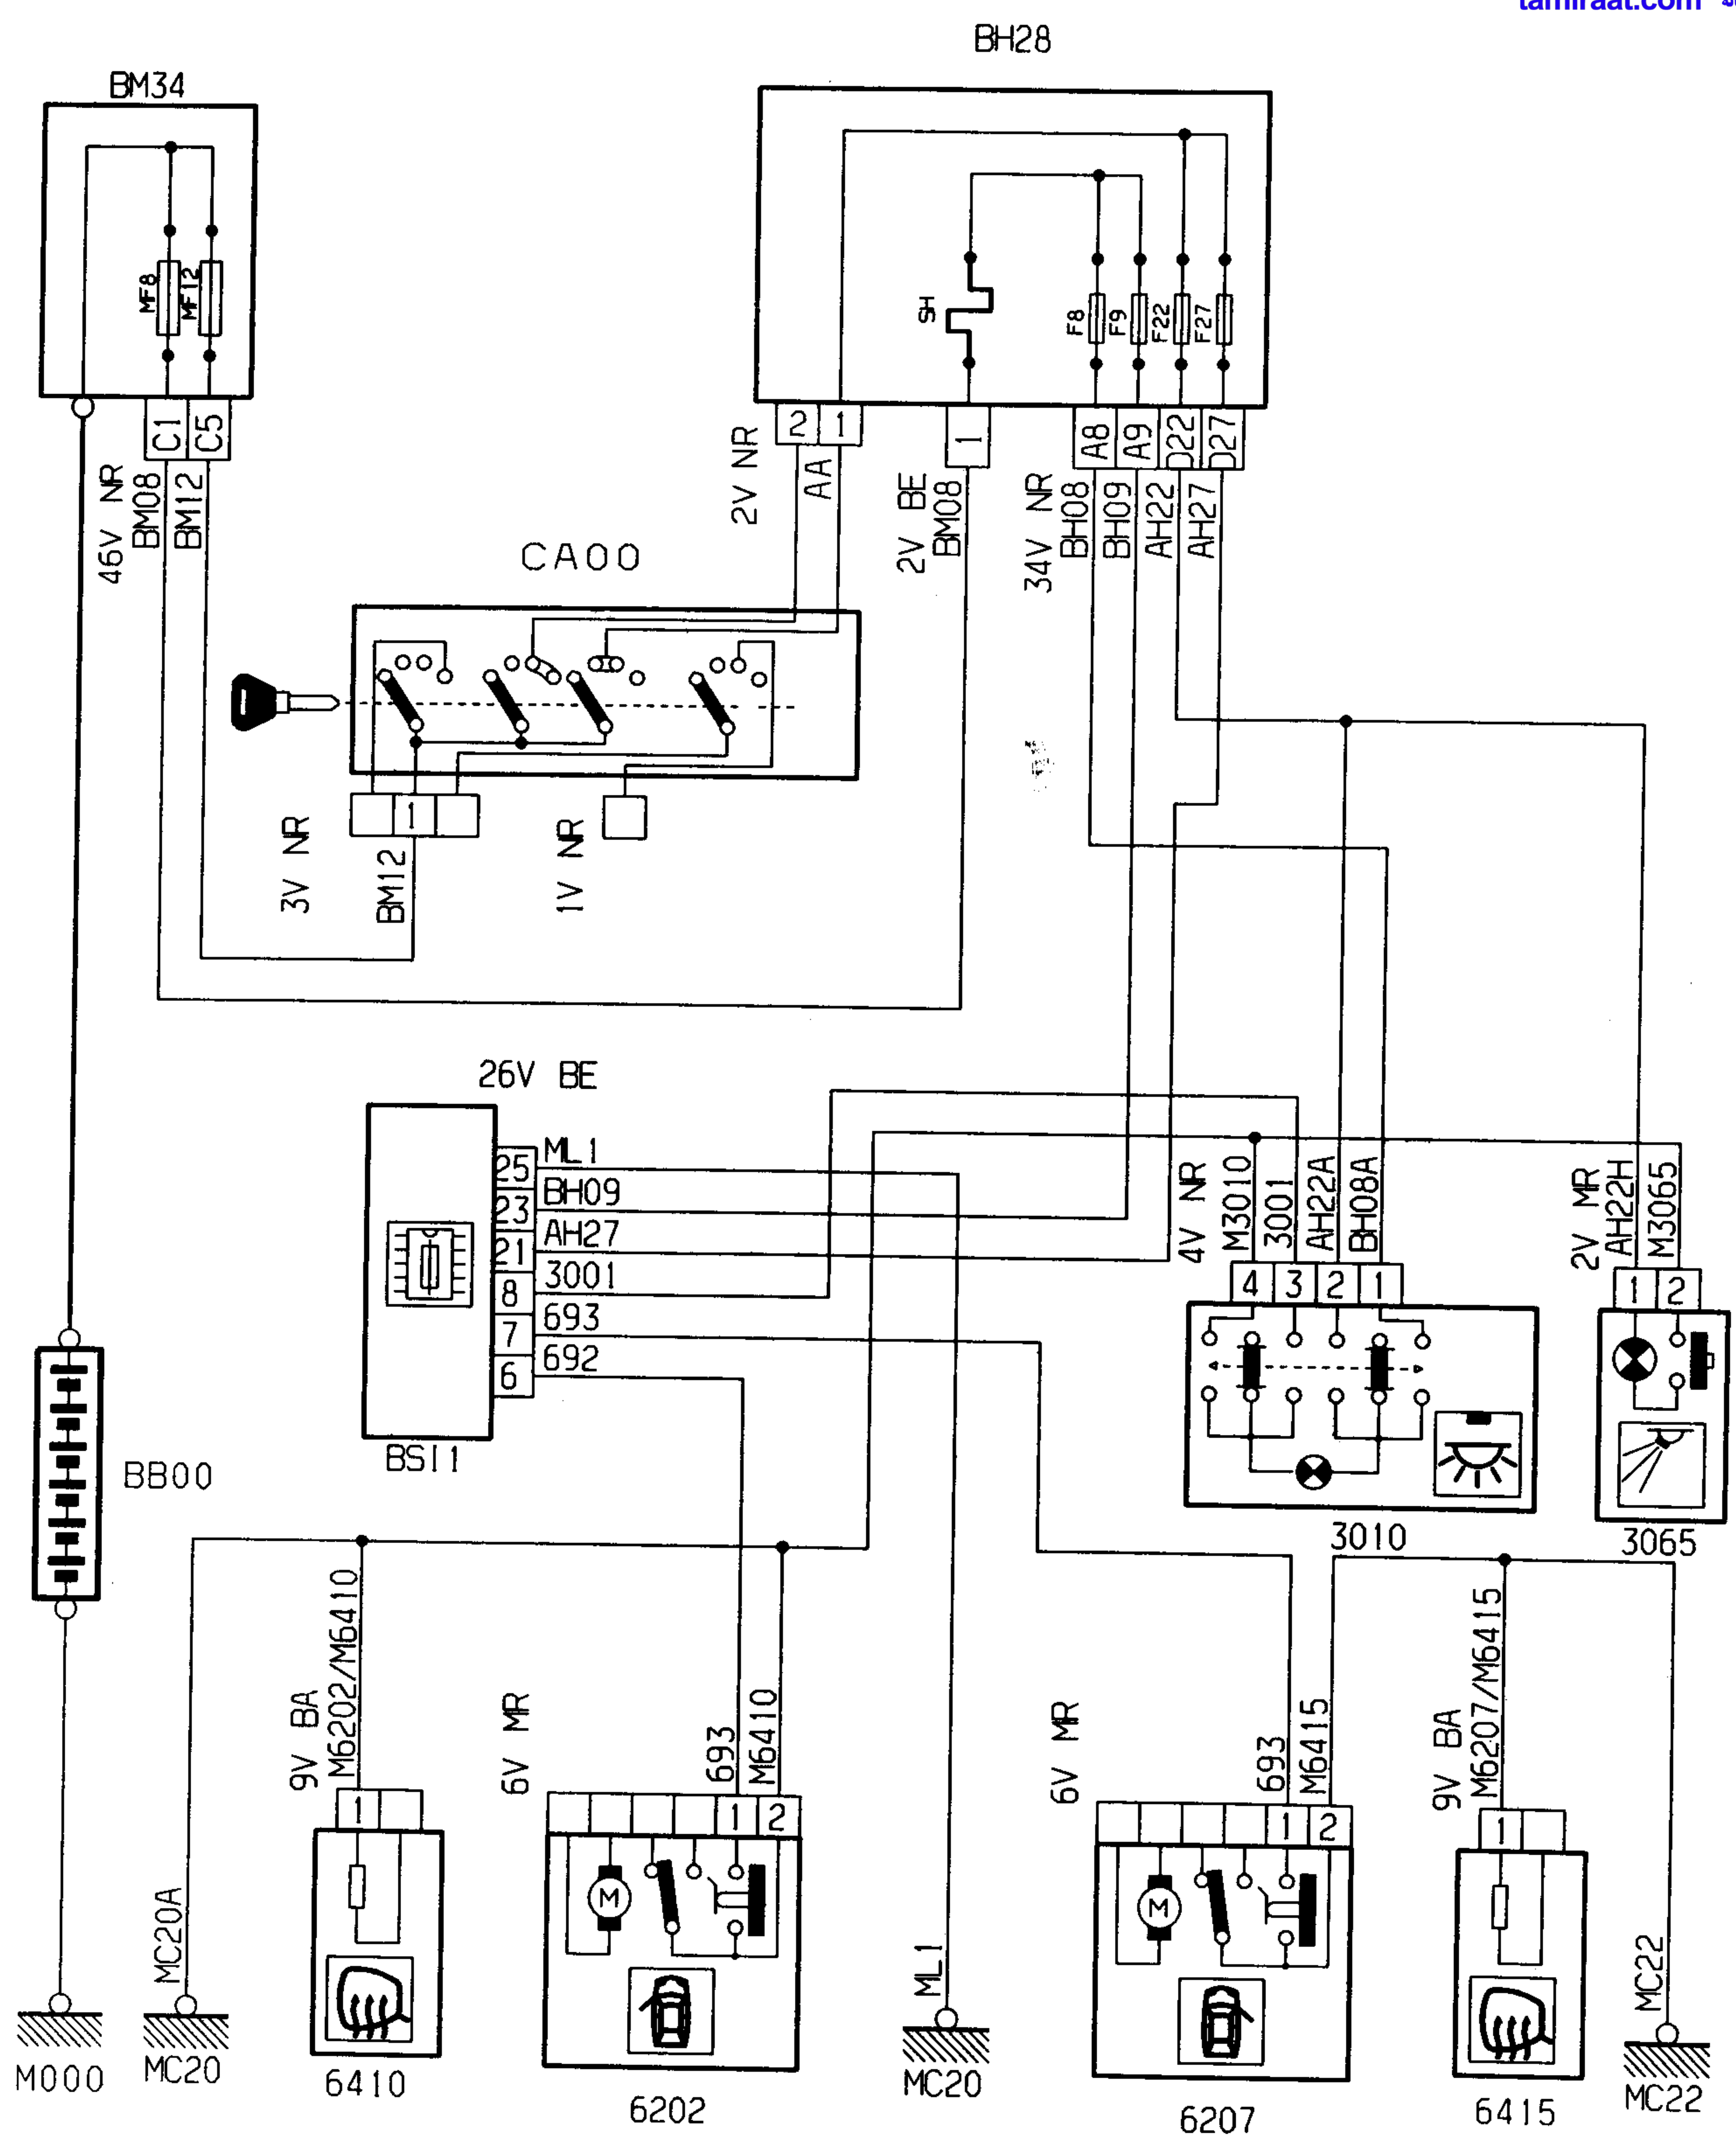 tamiraat.com
BH28
BM34
MF8
MF12
SH
F8
F9
F22
F27
C1
C5
2
1
1
A8
A9
D22
D27
46V NR
BM08
BM12
2V NR
AA
2V BE
BM08
34V NR
BH08
BH09
AH22
AH27
CA00
1
3V NR
BM12
1V NR
26V BE
25
ML1
23
BH09
21
AH27
8
3001
7
693
6
692
BSI1
4V NR
M3010
3001
AH22A
BH08A
2V MR
AH22H
M3065
4
3
2
1
1
2
3010
3065
BB00
9V BA
M6202/M6410
6V MR
693
M6410
6V MR
693
M6415
9V BA
M6207/M6415
1
1
2
1
2
1
M
M
MC20A
ML1
MC22
M000
MC20
6410
6202
MC20
6207
6415
MC22